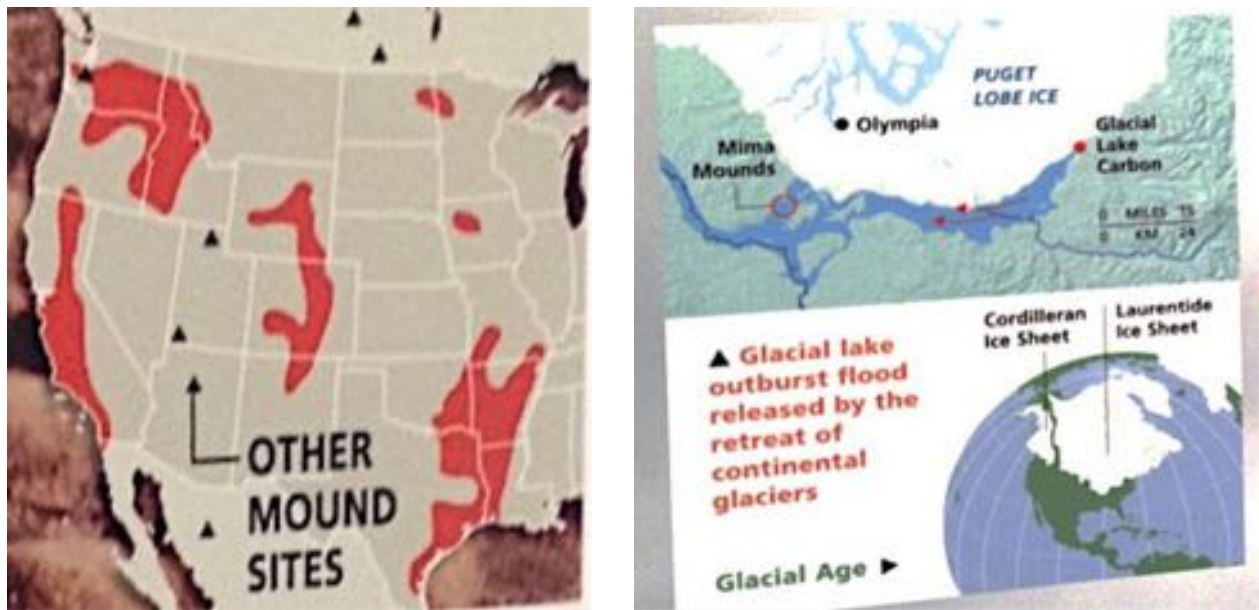 OTHER
MOUND
SITES
PUGET
LOBE ICE
Olympia
Glacial
Lake
Carbon
Mima
Mounds
0 MILES 15
0 KM 24
Cordilleran
Ice Sheet
Laurentide
Ice Sheet
Glacial lake
outburst flood
released by the
retreat of
continental
glaciers
Glacial Age